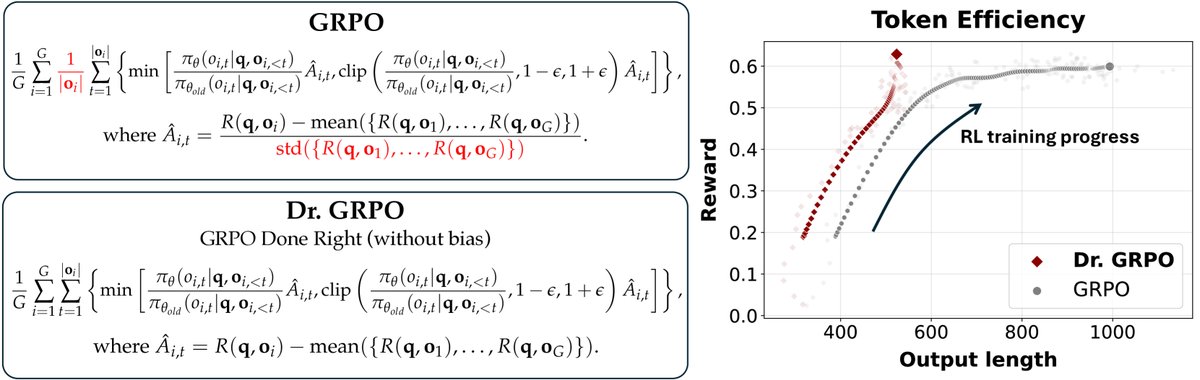 GRPO
$\frac{1}{G}\sum_{i=1}^{G}\frac{1}{|\mathbf{o}_i|}\sum_{t=1}^{|\mathbf{o}_i|}\left\{\min\left[\frac{\pi_\theta(o_{i,t}|\mathbf{q},\mathbf{o}_{i,<t})}{\pi_{\theta_{old}}(o_{i,t}|\mathbf{q},\mathbf{o}_{i,<t})}\hat{A}_{i,t},\text{clip}\left(\frac{\pi_\theta(o_{i,t}|\mathbf{q},\mathbf{o}_{i,<t})}{\pi_{\theta_{old}}(o_{i,t}|\mathbf{q},\mathbf{o}_{i,<t})},1-\epsilon,1+\epsilon\right)\hat{A}_{i,t}\right]\right\},$
where $\hat{A}_{i,t}=\frac{R(\mathbf{q},\mathbf{o}_i)-\text{mean}(\{R(\mathbf{q},\mathbf{o}_1),\ldots,R(\mathbf{q},\mathbf{o}_G)\})}{\text{std}(\{R(\mathbf{q},\mathbf{o}_1),\ldots,R(\mathbf{q},\mathbf{o}_G)\})}.$
Dr. GRPO
GRPO Done Right (without bias)
$\frac{1}{G}\sum_{i=1}^{G}\sum_{t=1}^{|\mathbf{o}_i|}\left\{\min\left[\frac{\pi_\theta(o_{i,t}|\mathbf{q},\mathbf{o}_{i,<t})}{\pi_{\theta_{old}}(o_{i,t}|\mathbf{q},\mathbf{o}_{i,<t})}\hat{A}_{i,t},\text{clip}\left(\frac{\pi_\theta(o_{i,t}|\mathbf{q},\mathbf{o}_{i,<t})}{\pi_{\theta_{old}}(o_{i,t}|\mathbf{q},\mathbf{o}_{i,<t})},1-\epsilon,1+\epsilon\right)\hat{A}_{i,t}\right]\right\},$
where $\hat{A}_{i,t}=R(\mathbf{q},\mathbf{o}_i)-\text{mean}(\{R(\mathbf{q},\mathbf{o}_1),\ldots,R(\mathbf{q},\mathbf{o}_G)\}).$
Token Efficiency
Reward
0.6
0.5
0.4
0.3
0.2
0.1
0.0
RL training progress
Dr. GRPO
GRPO
400 600 800 1000
Output length